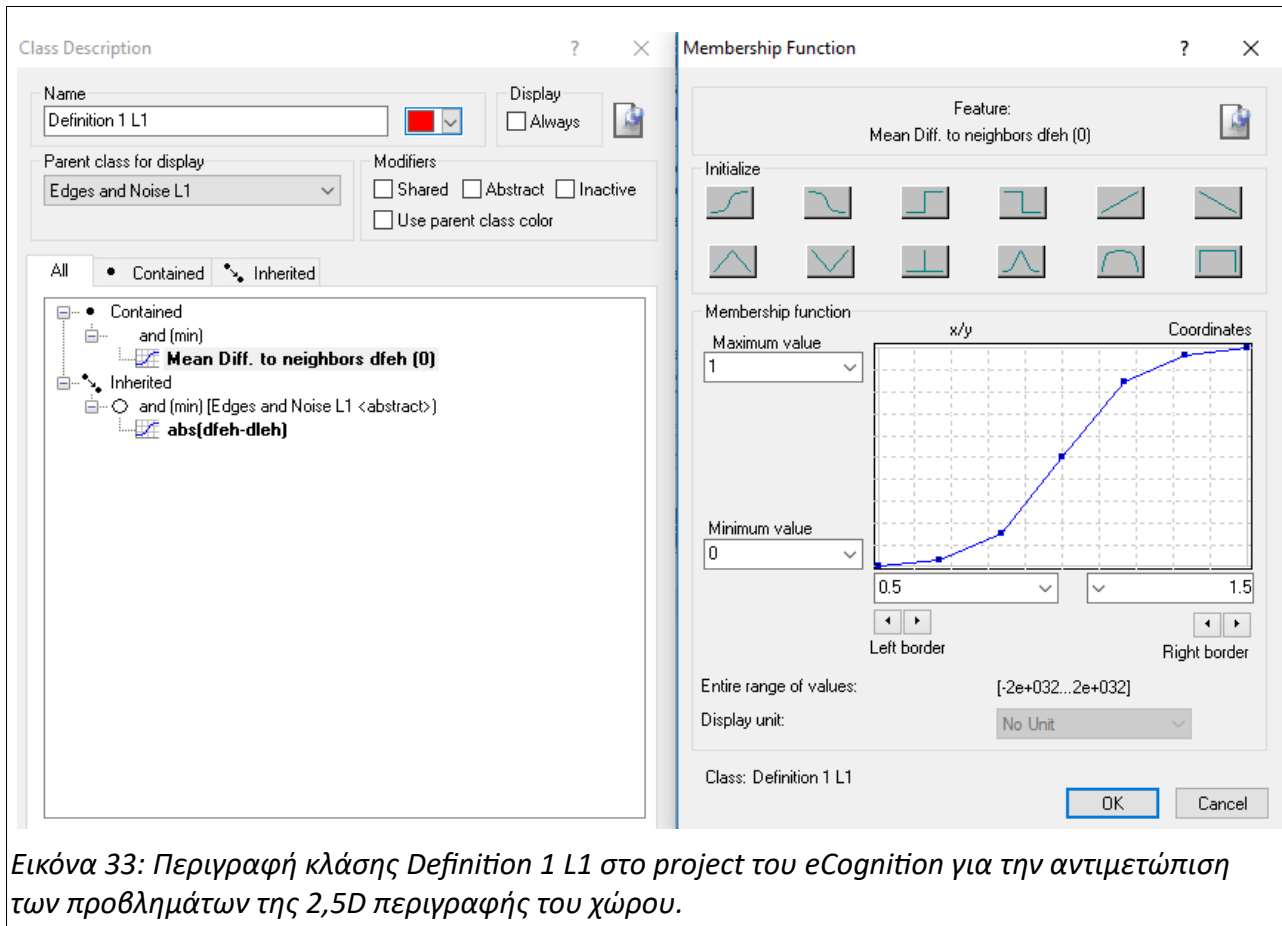 Class Description ? ×
Name
Definition 1 L1
Display
Always
Parent class for display
Edges and Noise L1
Modifiers
Shared Abstract Inactive
Use parent class color
All • Contained Inherited
• Contained
and (min)
Mean Diff. to neighbors dfeh (0)
Inherited
and (min) [Edges and Noise L1 <abstract>)
abs(dfeh-dleh)
Membership Function ? ×
Feature:
Mean Diff. to neighbors dfeh (0)
Initialize
Membership function
Maximum value
x/y
Coordinates
1
Minimum value
0
0.5
1.5
Left border
Right border
Entire range of values: [-2e+032...2e+032]
Display unit: No Unit
Class: Definition 1 L1
OK Cancel
Εικόνα 33: Περιγραφή κλάσης Definition 1 L1 στο project του eCognition για την αντιμετώπιση
των προβλημάτων της 2,5D περιγραφής του χώρου.